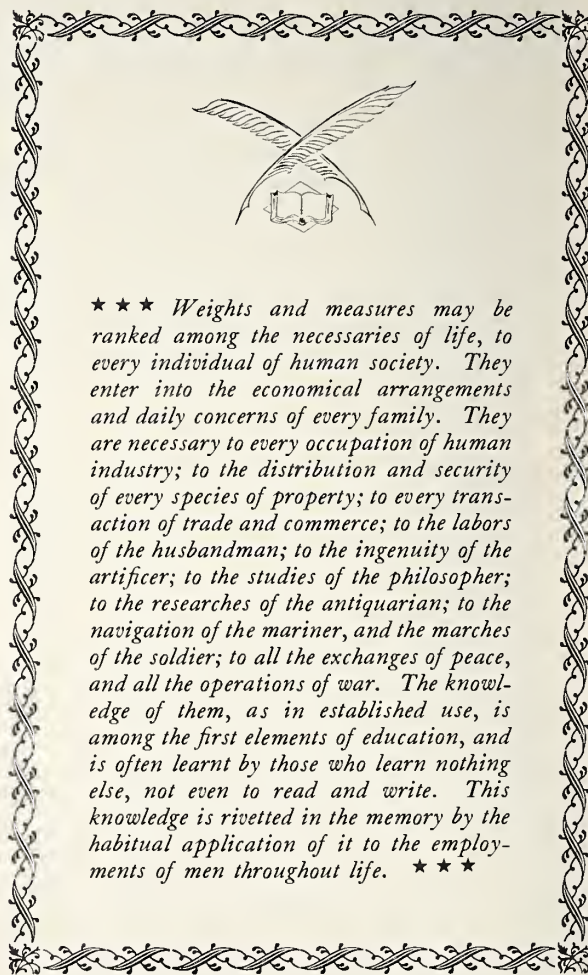 ★ ★ ★ Weights and measures may be
ranked among the necessaries of life, to
every individual of human society. They
enter into the economical arrangements
and daily concerns of every family. They
are necessary to every occupation of human
industry; to the distribution and security
of every species of property; to every trans-
action of trade and commerce; to the labors
of the husbandman; to the ingenuity of the
artificer; to the studies of the philosopher;
to the researches of the antiquarian; to the
navigation of the mariner, and the marches
of the soldier; to all the exchanges of peace,
and all the operations of war. The knowl-
edge of them, as in established use, is
among the first elements of education, and
is often learnt by those who learn nothing
else, not even to read and write. This
knowledge is rivetted in the memory by the
habitual application of it to the employ-
ments of men throughout life. ★ ★ ★